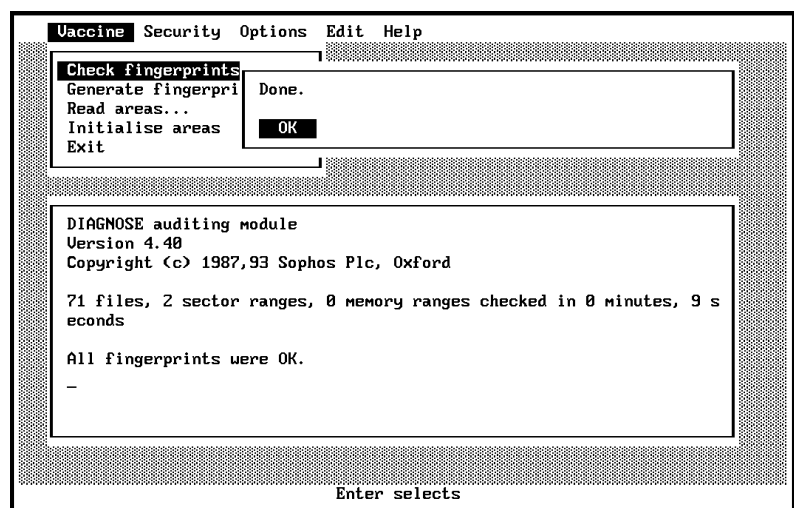 Vaccine Security Options Edit Help
Check fingerprints
Generate fingerpri
Read areas...
Initialise areas
Exit
Done.
OK
DIAGNOSE auditing module
Version 4.40
Copyright (c) 1987,93 Sophos Plc, Oxford
71 files, 2 sector ranges, 0 memory ranges checked in 0 minutes, 9 s
econds
All fingerprints were OK.
_
Enter selects